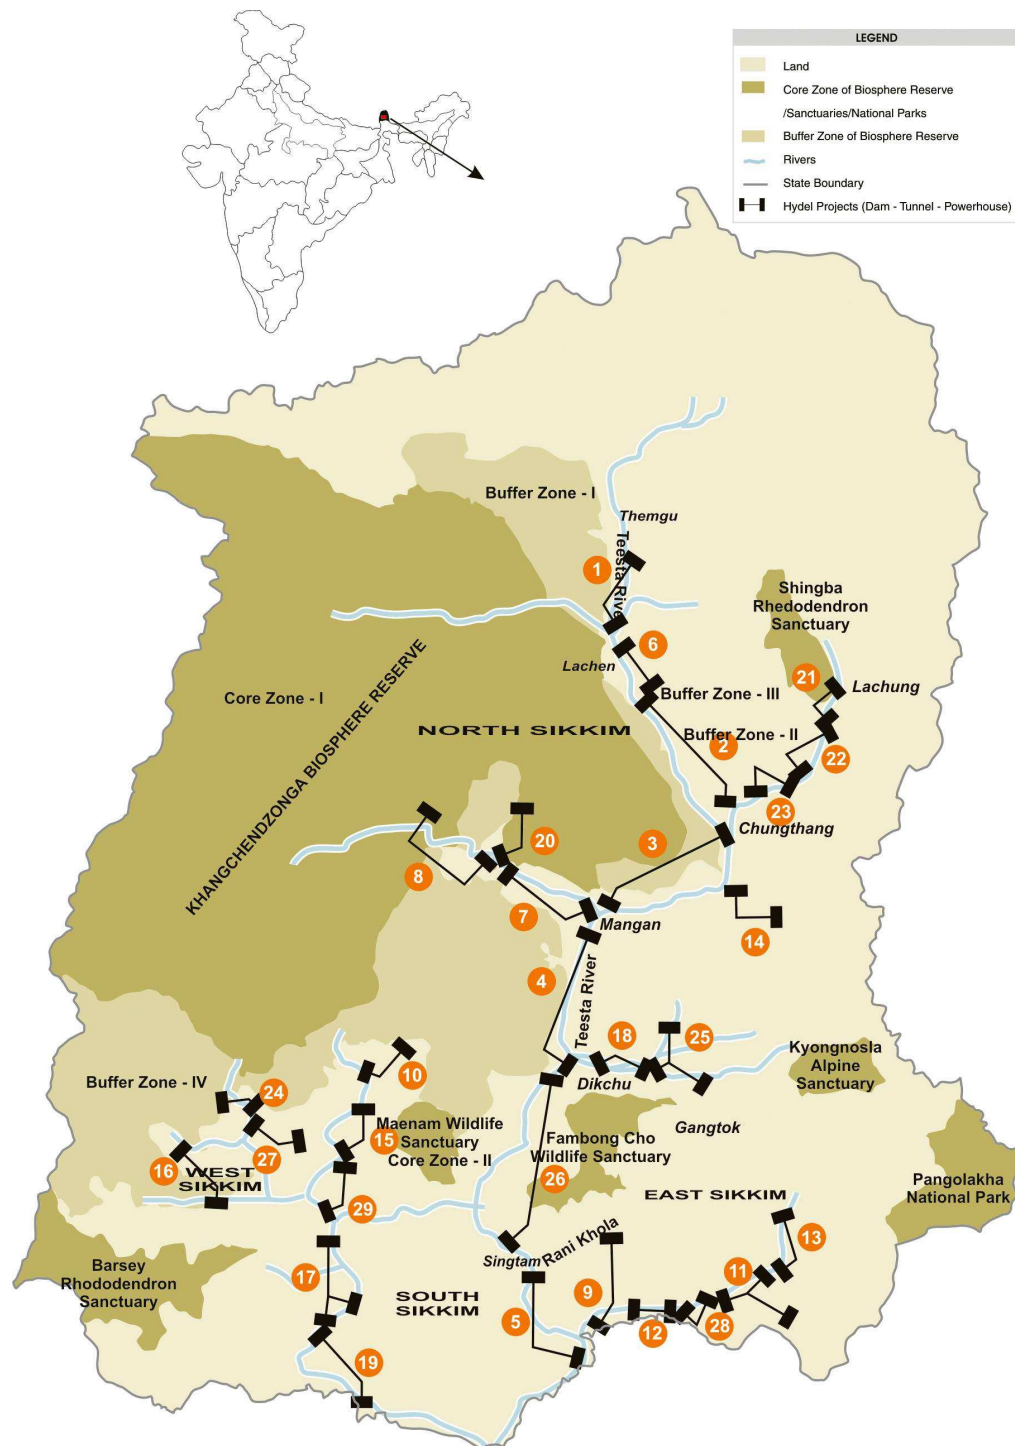 LEGEND
Land
Core Zone of Biosphere Reserve
/Sanctuaries/National Parks
Buffer Zone of Biosphere Reserve
Rivers
State Boundary
Hydel Projects (Dam - Tunnel - Powerhouse)
Buffer Zone - I
Themgu
Teesta River
1
Shingba
Rhedodendron
Sanctuary
6
Lachen
21
Lachung
Core Zone - I
Buffer Zone - III
NORTH SIKKIM
Buffer Zone - II
2
22
KHANGCHENDZONGA BIOSPHERE RESERVE
23
Chungthang
20
3
8
7
Mangan
14
4
Teesta River
18
25
Kyongnosla
Alpine
Sanctuary
Buffer Zone - IV
10
24
Dikchu
Maenam Wildlife
Sanctuary
Core Zone - II
15
Gangtok
Fambong Cho
Wildlife Sanctuary
27
16
WEST
SIKKIM
26
EAST SIKKIM
Pangolakha
National Park
29
Rani Khola
13
Singtam
Barsey
Rhododendron
Sanctuary
17
11
SOUTH
SIKKIM
9
5
12
28
19